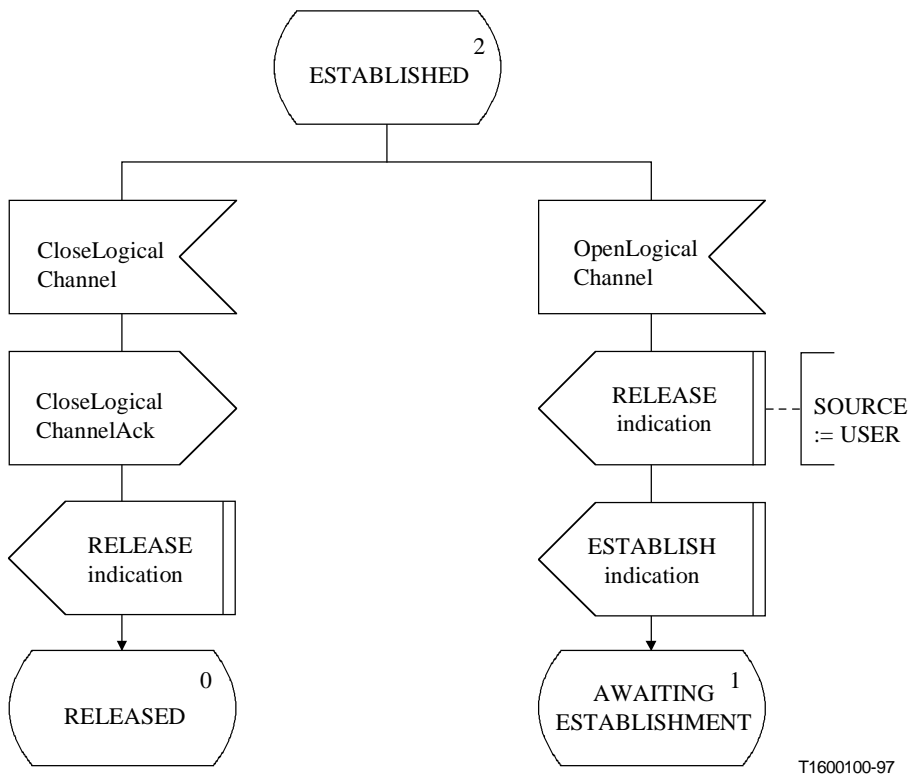 2
ESTABLISHED
CloseLogical
Channel
OpenLogical
Channel
CloseLogical
ChannelAck
RELEASE
indication
SOURCE
:= USER
RELEASE
indication
ESTABLISH
indication
0
RELEASED
1
AWAITING
ESTABLISHMENT
T1600100-97